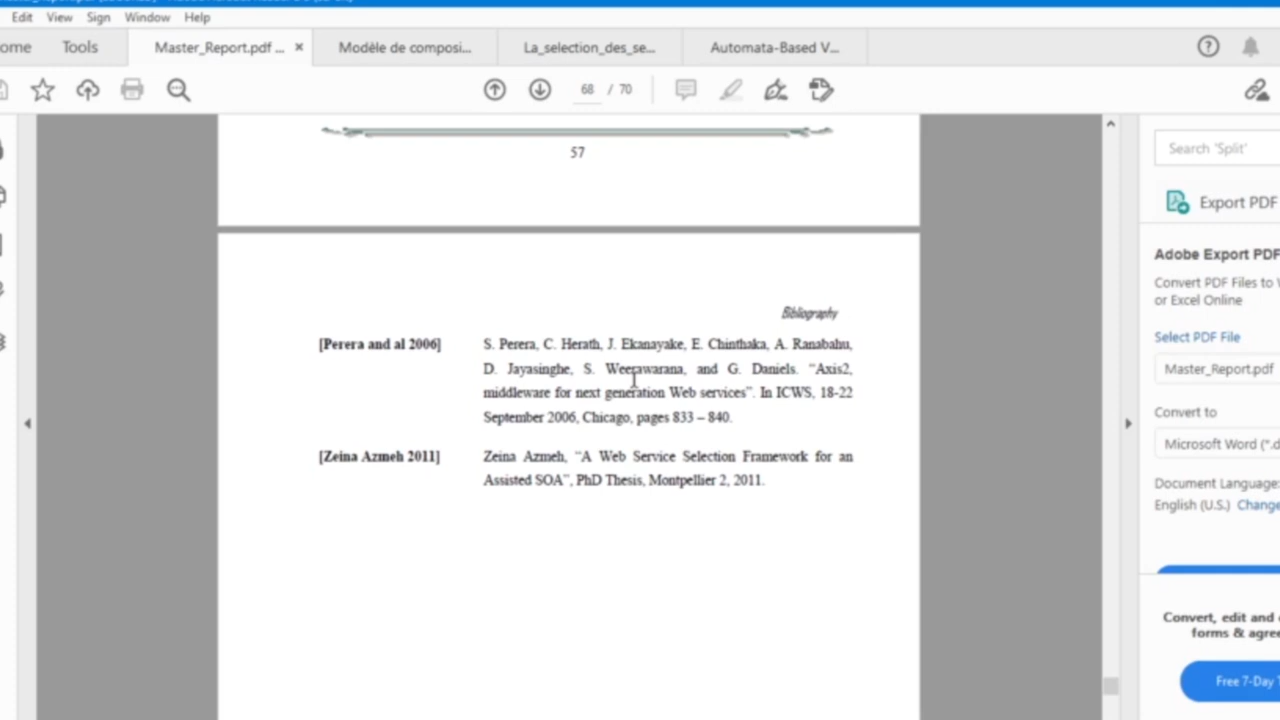 Edit View Sign Window Help
ome Tools Master_Report.pdf ... × Modèle de composi... La_selection_des_se... Automata-Based V...
68 / 70
57
Search 'Split'
Export PDF
Adobe Export PDF
Convert PDF Files to
or Excel Online
Select PDF File
Master_Report.pdf
Convert to
Microsoft Word (*.d
Document Language:
English (U.S.) Change
Convert, edit and
forms & agree
Free 7-Day
Bibliography
[Perera and al 2006] S. Perera, C. Herath, J. Ekanayake, E. Chinthaka, A. Ranabahu,
D. Jayasinghe, S. Weerawarana, and G. Daniels. “Axis2,
middleware for next generation Web services”. In ICWS, 18-22
September 2006, Chicago, pages 833 – 840.
[Zeina Azmeh 2011] Zeina Azmeh, “A Web Service Selection Framework for an
Assisted SOA”, PhD Thesis, Montpellier 2, 2011.